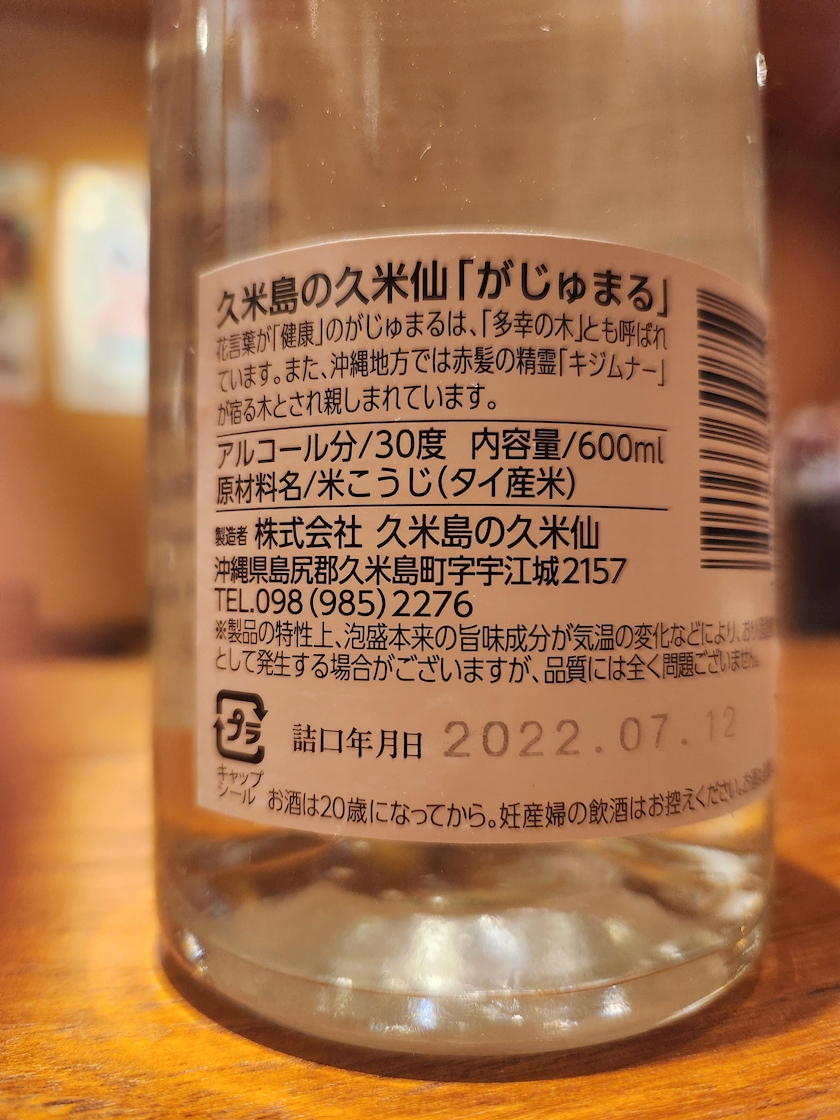 久米島の久米仙「がじゅまる」
花言葉が「健康」のがじゅまるは、「多幸の木」とも呼ばれ
ています。また、沖縄地方では赤髪の精霊「キジムナー」
が宿る木とされ親しまれています。
アルコール分/30度 内容量/600ml
原材料名/米こうじ(タイ産米)
製造者 株式会社 久米島の久米仙
沖縄県島尻郡久米島町字宇江城2157
TEL.098(985)2276
※製品の特性上、泡盛本来の旨味成分が気温の変化などにより、おり
として発生する場合がございますが、品質には全く問題ございません。
プラ
キャップ
シール
詰口年月日 2022.07.12
お酒は20歳になってから。妊産婦の飲酒はお控えください。